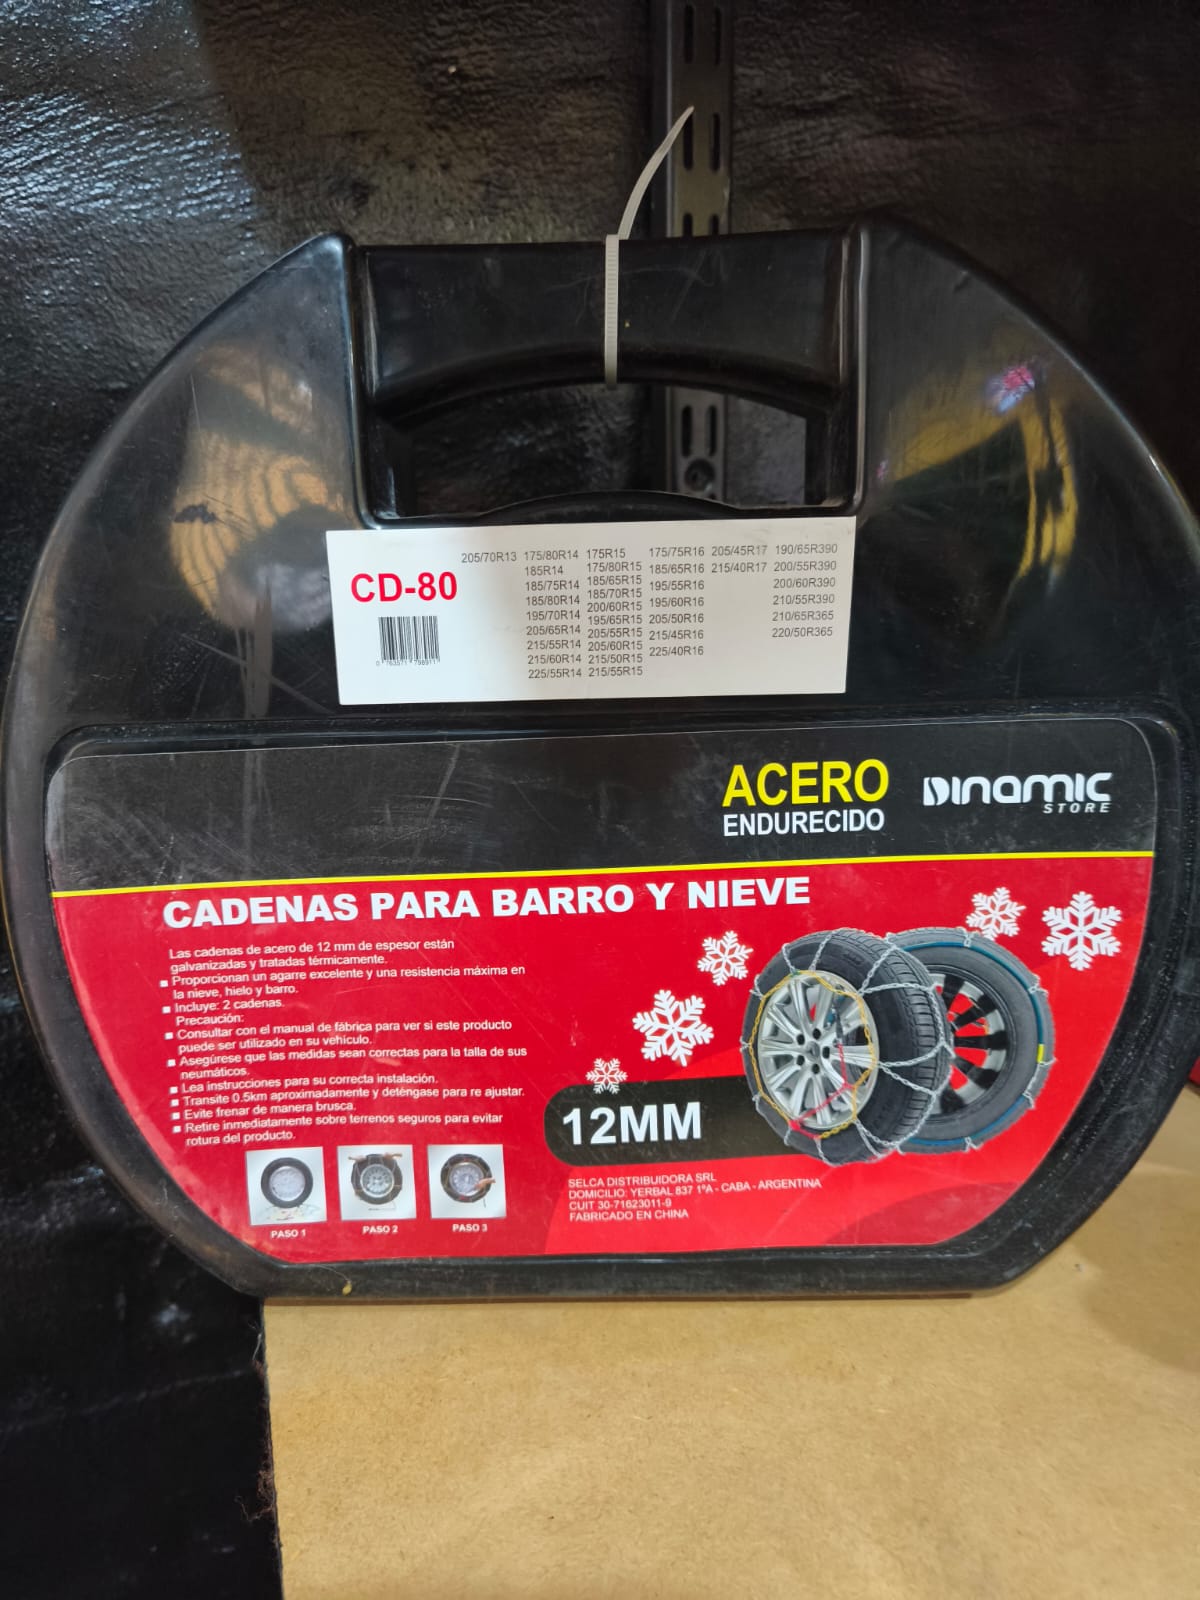 CD-80
0 763571 798911
205/70R13
175/80R14
185R14
185/75R14
185/80R14
195/70R14
205/65R14
215/55R14
215/60R14
225/55R14
175R15
175/80R15
185/65R15
185/70R15
200/60R15
195/65R15
205/55R15
205/60R15
215/50R15
215/55R15
175/75R16
185/65R16
195/55R16
195/60R16
205/50R16
215/45R16
225/40R16
205/45R17
215/40R17
190/65R390
200/55R390
200/60R390
210/55R390
210/65R365
220/50R365
ACERO
ENDURECIDO
DINAMIC
STORE
CADENAS PARA BARRO Y NIEVE
Las cadenas de acero de 12 mm de espesor están
galvanizadas y tratadas térmicamente.
Proporcionan un agarre excelente y una resistencia máxima en
la nieve, hielo y barro.
Incluye: 2 cadenas.
Precaución:
Consultar con el manual de fábrica para ver si este producto
puede ser utilizado en su vehículo.
Asegúrese que las medidas sean correctas para la talla de sus
neumáticos.
Lea instrucciones para su correcta instalación.
Transite 0.5km aproximadamente y deténgase para re ajustar.
Evite frenar de manera brusca.
Retire inmediatamente sobre terrenos seguros para evitar
rotura del producto.
PASO 1
PASO 2
PASO 3
12MM
SELCA DISTRIBUIDORA SRL
DOMICILIO: YERBAL 837 1ºA - CABA - ARGENTINA
CUIT 30-71623011-9
FABRICADO EN CHINA